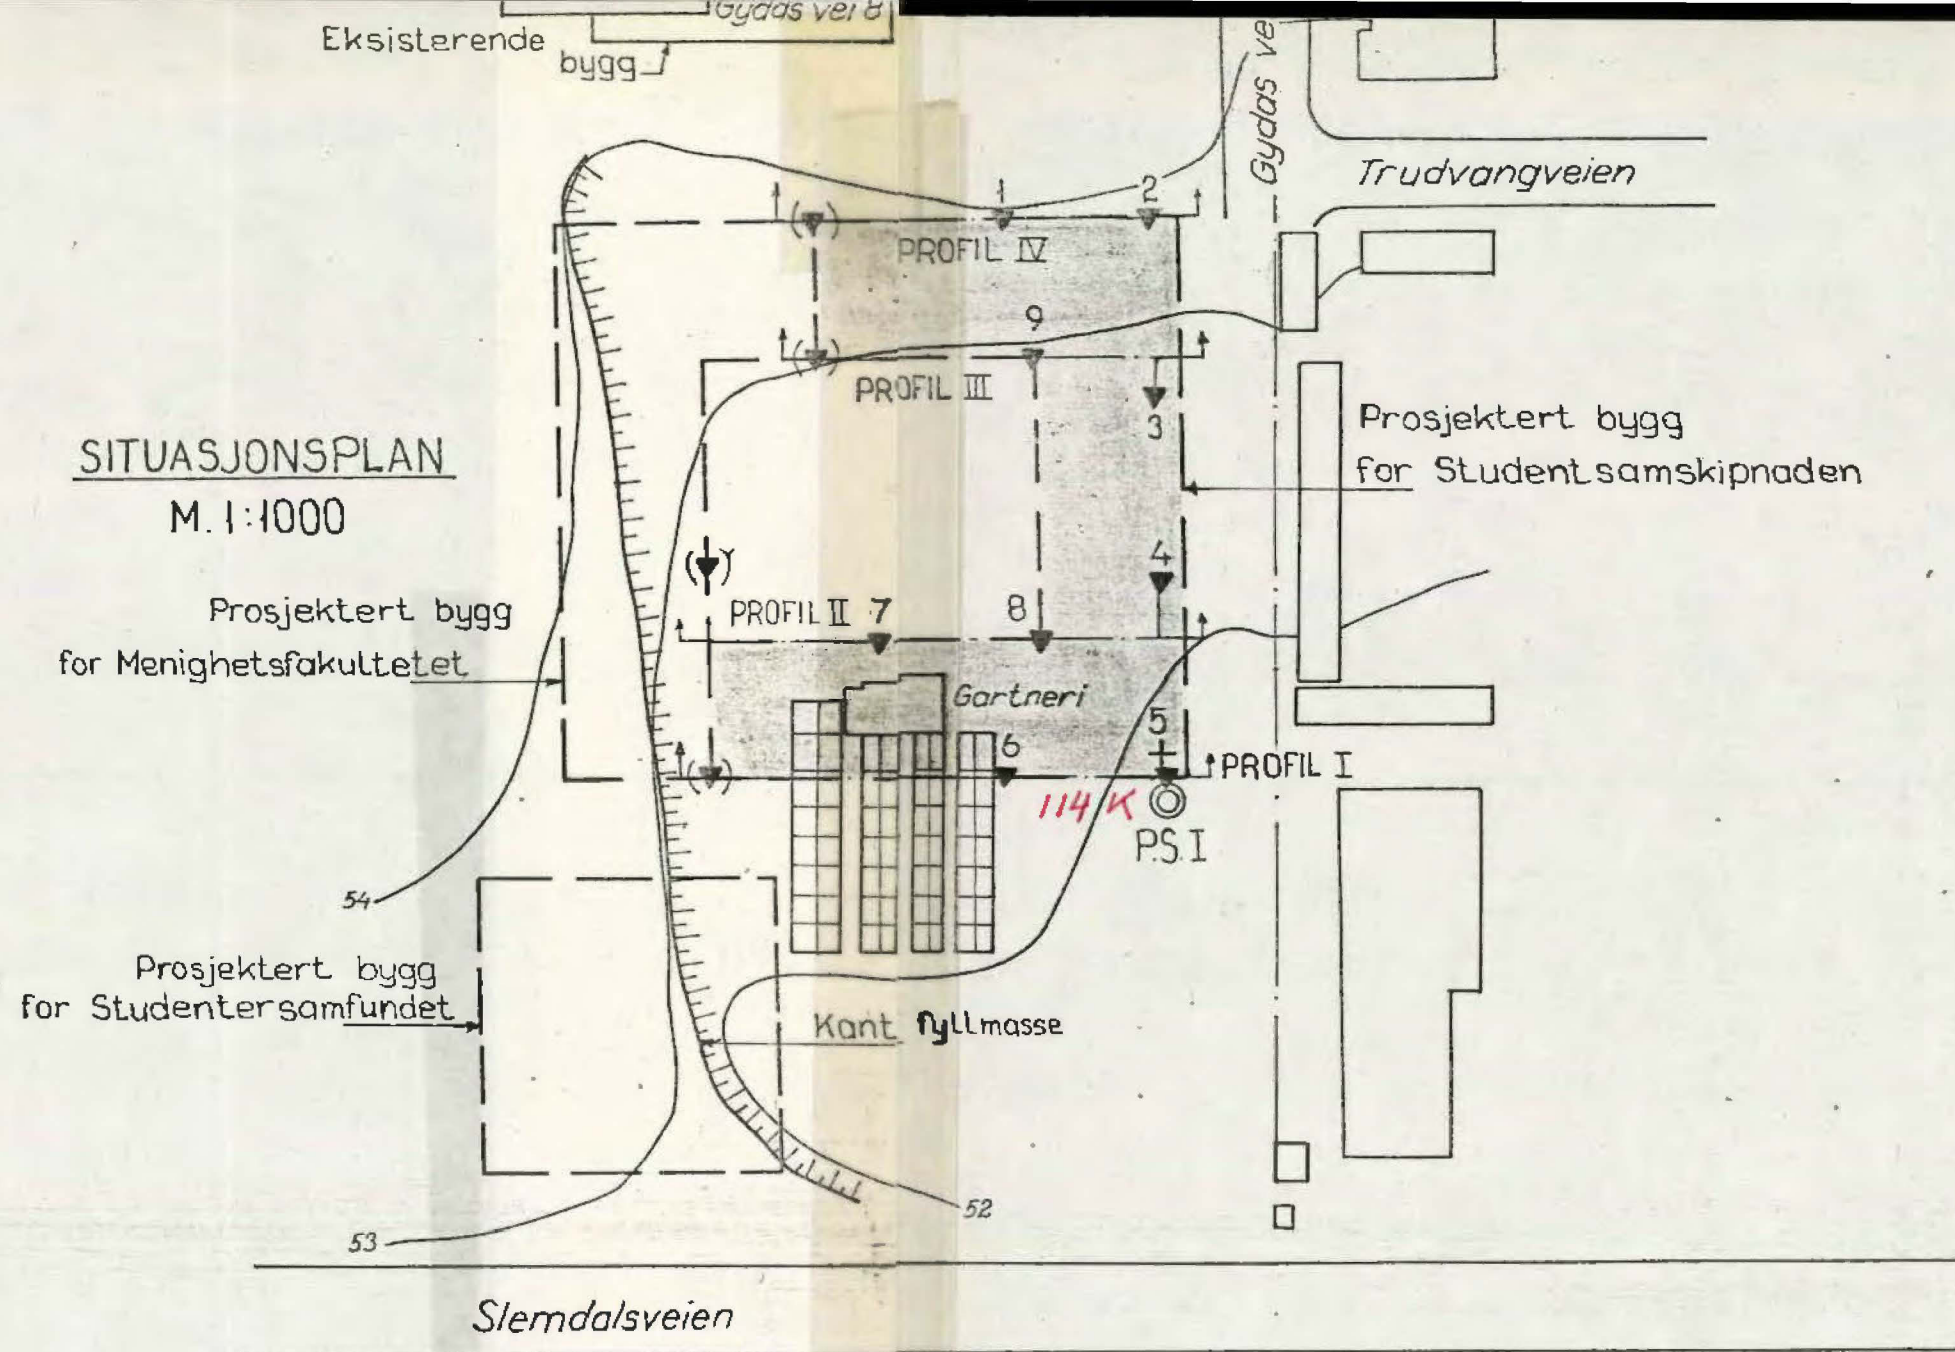 Gydas vei 8
Eksisterende
bygg
Gydas ve
Trudvangveien
1
2
PROFIL IV
9
PROFIL III
3
Prosjektert bygg
for Studentsamskipnaden
SITUASJONSPLAN
M. 1:1000
4
Prosjektert bygg
for Menighetsfakultetet
PROFIL II 7
8
Gartneri
5
6
PROFIL I
114 K
P.S.I
54
Prosjektert bygg
for Studentersamfundet
Kant fyllmasse
52
53
Slemdalsveien